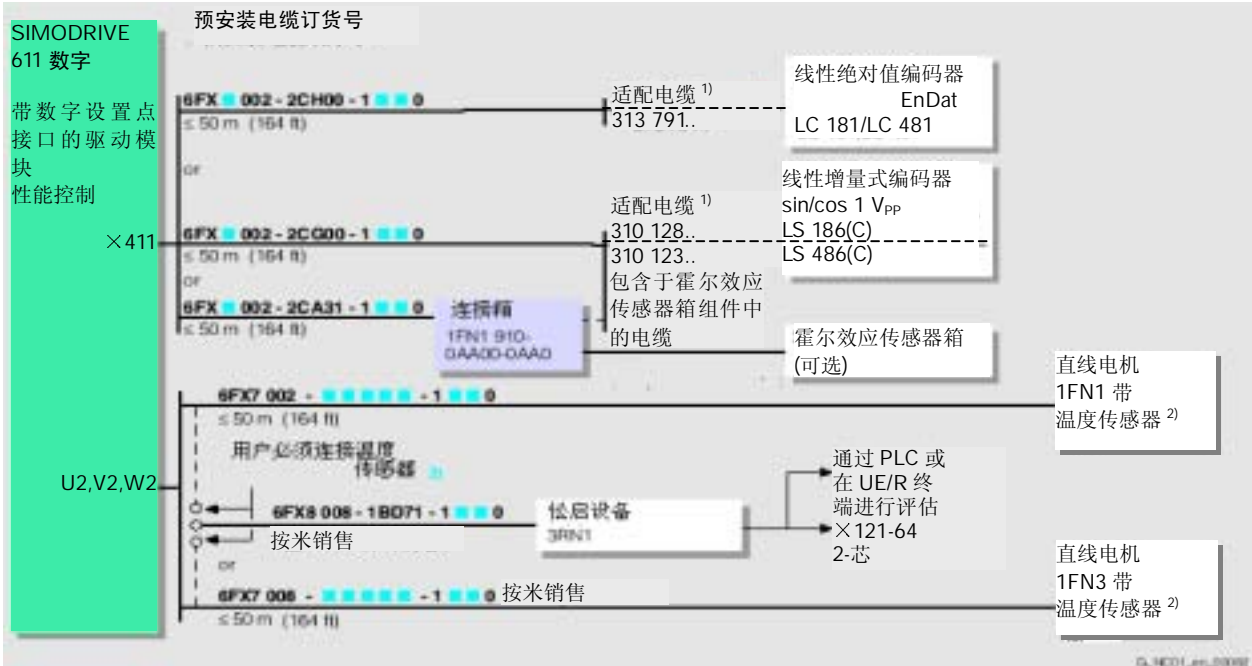 预安装电缆订货号
SIMODRIVE
611 数字
带数字设置点
接口的驱动模
块
性能控制
×411
U2,V2,W2
6FX■002-2CH00-1■■0
≤ 50 m (164 ft)
or
6FX■002-2CG00-1■■0
≤ 50 m (164 ft)
or
6FX■002-2CA31-1■■0
≤ 50 m (164 ft)
连接箱
1FN1 910-
0AA00-0AA0
适配电缆 1)
313 791..
线性绝对值编码器
EnDat
LC 181/LC 481
适配电缆 1)
310 128..
310 123..
包含于霍尔效应
传感器箱组件中
的电缆
线性增量式编码器
sin/cos 1 VPP
LS 186(C)
LS 486(C)
霍尔效应传感器箱
(可选)
6FX7 002 - ■■■■■ - 1■■0
≤ 50 m (164 ft)
直线电机
1FN1 带
温度传感器 2)
用户必须连接温度
传感器 2)
6FX8 008-1BD71-1■■0
按米销售
设备
3RN1
通过 PLC 或
在 UE/R 终
端进行评估
×121-64
2-芯
or
6FX7 008 - ■■■■■ - 1■■0 按米销售
≤ 50 m (164 ft)
直线电机
1FN3 带
温度传感器 2)